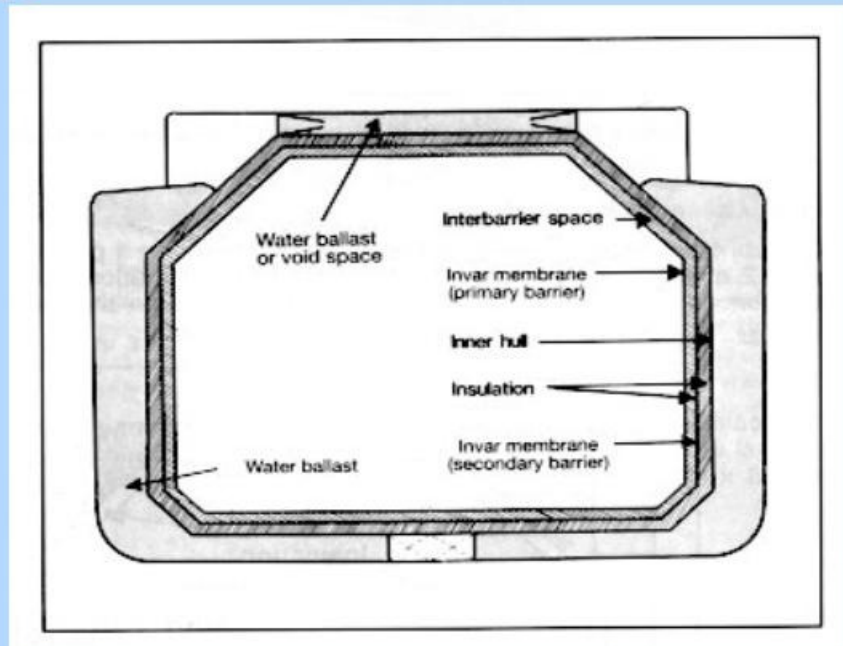 Water ballast
or void space
Interbarrier space
Invar membrane
(primary barrier)
Inner hull
Insulation
Invar membrane
(secondary barrier)
Water ballast